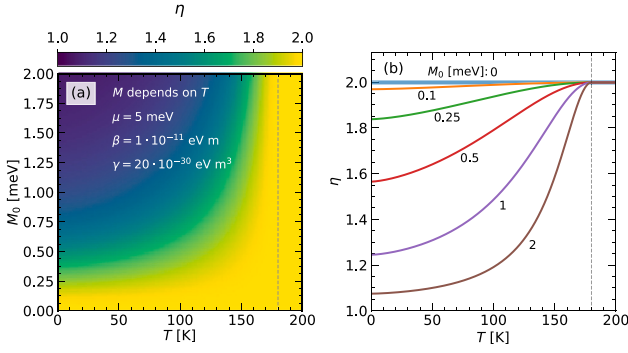 η
1.0 1.2 1.4 1.6 1.8 2.0
(a)
M depends on T
μ = 5 meV
β = 1 · 10⁻¹¹ eV m
γ = 20 · 10⁻³⁰ eV m³
M₀ [meV]
2.00
1.75
1.50
1.25
1.00
0.75
0.50
0.25
0.00
0 50 100 150 200
T [K]
(b)
M₀ [meV]: 0
0.1
0.25
0.5
1
2
η
2.0
1.8
1.6
1.4
1.2
1.0
0 50 100 150 200
T [K]